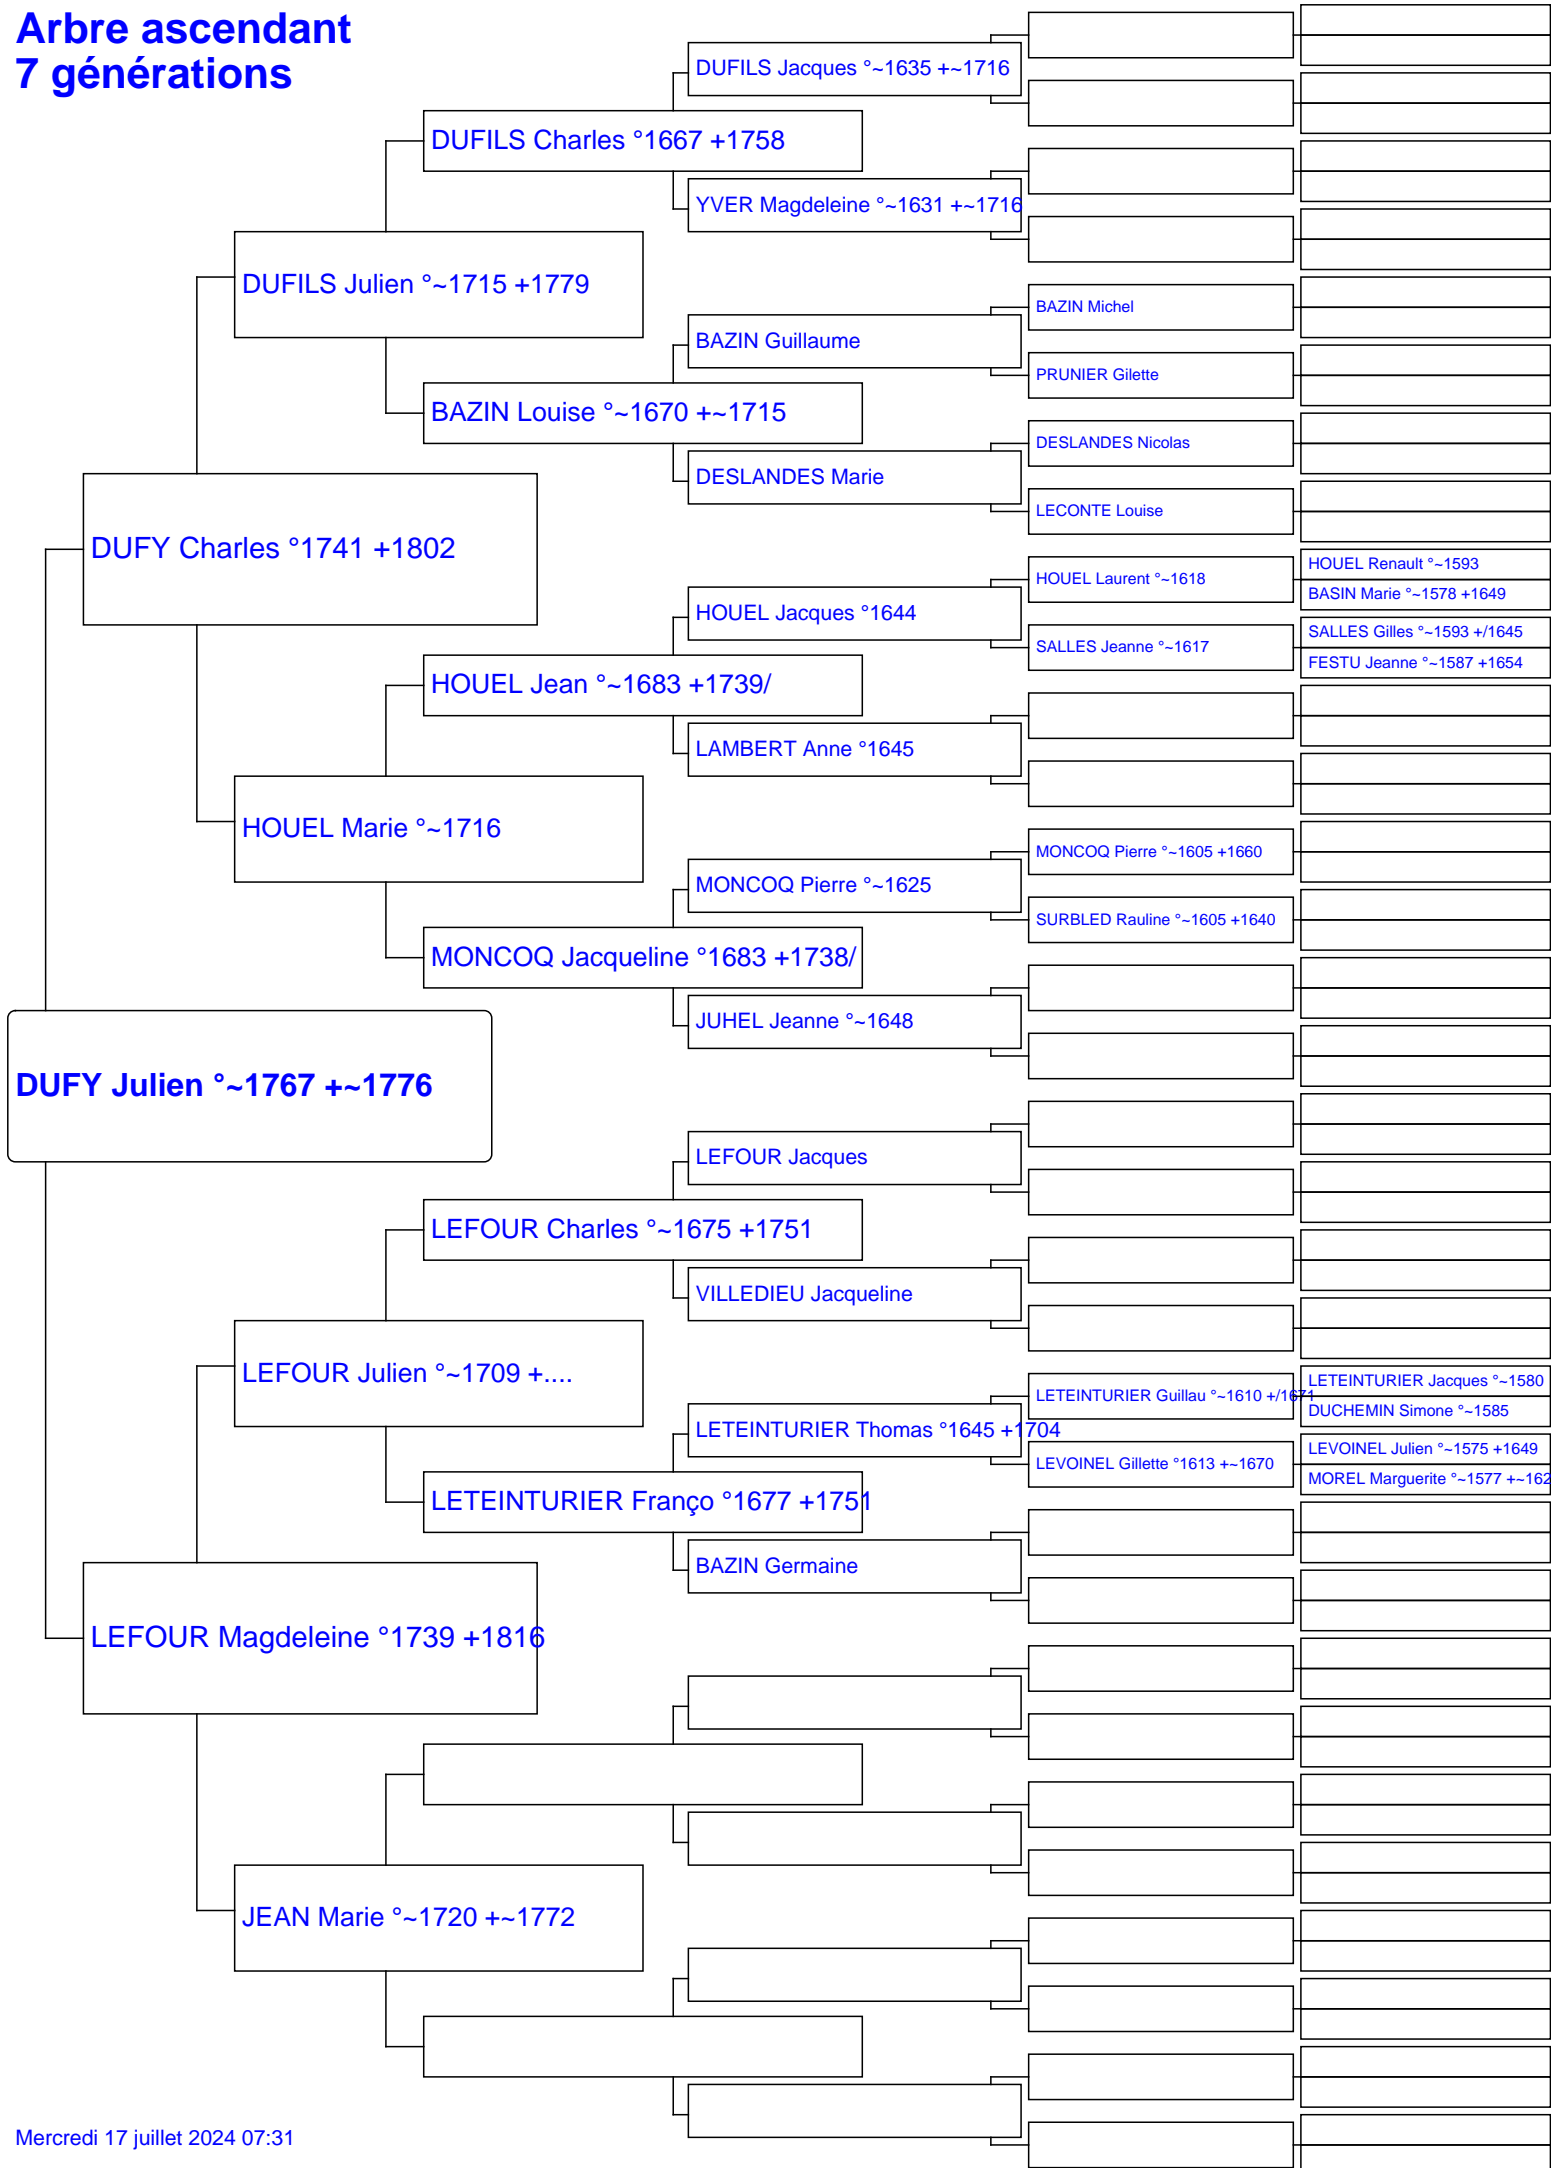 Arbre ascendant
7 générations
DUFILS Jacques °~1635 +~1716
DUFILS Charles °1667 +1758
YVER Magdeleine °~1631 +~1716
DUFILS Julien °~1715 +1779
BAZIN Michel
BAZIN Guillaume
PRUNIER Gilette
BAZIN Louise °~1670 +~1715
DESLANDES Nicolas
DESLANDES Marie
LECONTE Louise
DUFY Charles °1741 +1802
HOUEL Renault °~1593
HOUEL Laurent °~1618
BASIN Marie °~1578 +1649
HOUEL Jacques °1644
SALLES Gilles °~1593 +/1645
SALLES Jeanne °~1617
FESTU Jeanne °~1587 +1654
HOUEL Jean °~1683 +1739/
LAMBERT Anne °1645
HOUEL Marie °~1716
MONCOQ Pierre °~1605 +1660
MONCOQ Pierre °~1625
SURBLED Rauline °~1605 +1640
MONCOQ Jacqueline °1683 +1738/
JUHEL Jeanne °~1648
DUFY Julien °~1767 +~1776
LEFOUR Jacques
LEFOUR Charles °~1675 +1751
VILLEDIEU Jacqueline
LEFOUR Julien °~1709 +....
LETEINTURIER Jacques °~1580
LETEINTURIER Guillau °~1610 +/1671
DUCHEMIN Simone °~1585
LETEINTURIER Thomas °1645 +1704
LEVOINEL Julien °~1575 +1649
LEVOINEL Gillette °1613 +~1670
MOREL Marguerite °~1577 +~162
LETEINTURIER Franço °1677 +1751
BAZIN Germaine
LEFOUR Magdeleine °1739 +1816
JEAN Marie °~1720 +~1772
Mercredi 17 juillet 2024 07:31